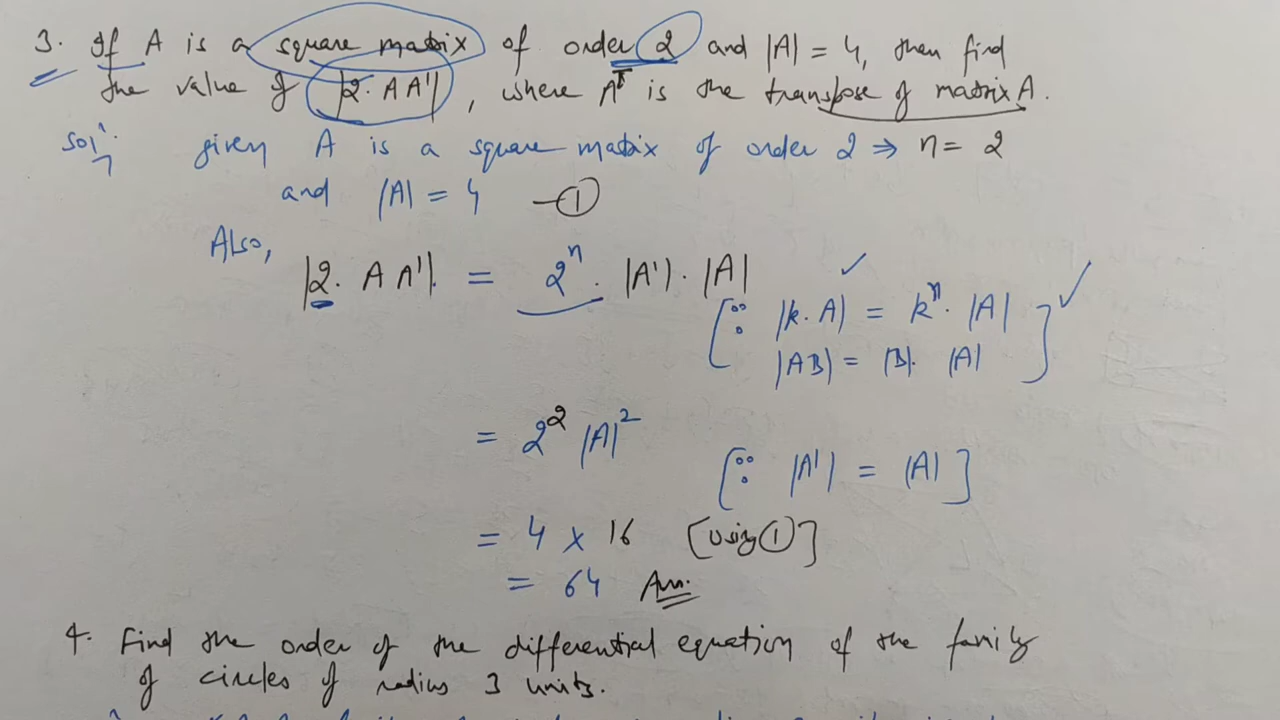 3. If A is a square matrix of order 2 and |A| = 4, then find
the value of |2. A A'|, where Aᵀ is the transpose of matrix A.
Solⁿ: given A is a square matrix of order 2 ⇒ n = 2
and |A| = 4 —①
Also,
|2. A A'|. = 2ⁿ. |A'|. |A|
[∵ |k.A| = kⁿ. |A|
|AB| = |B|. |A| ]
= 2² |A|²
[∵ |A'| = |A| ]
= 4 x 16 [Using ①]
= 64 Ans.
4. Find the order of the differential equation of the family
of circles of radius 3 units.